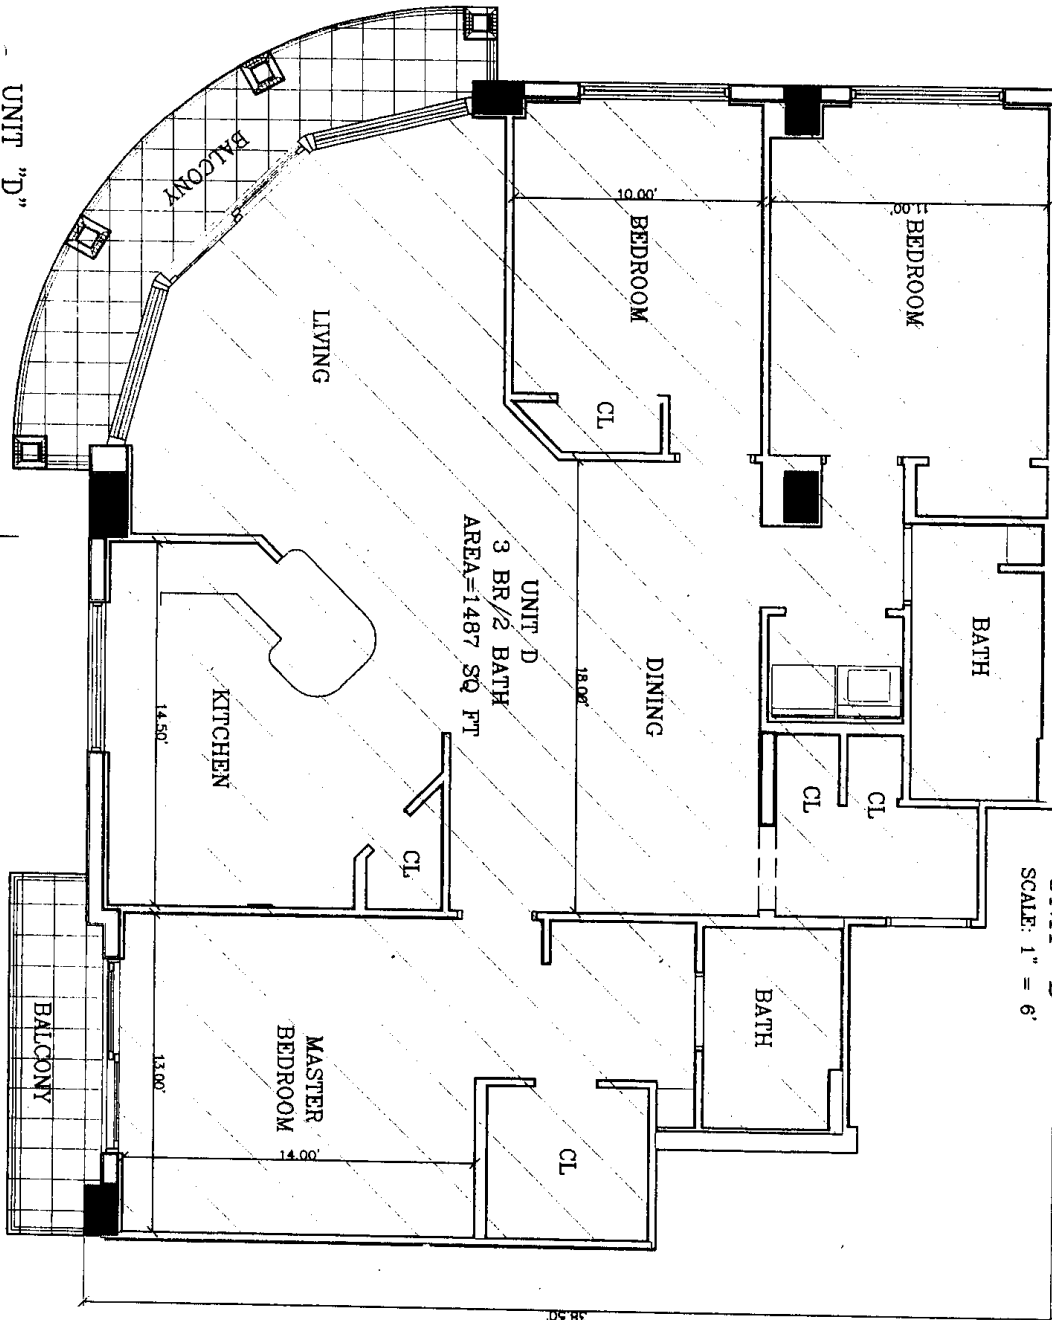 UNIT "D"
SCALE: 1" = 6'
BALCONY
LIVING
BEDROOM
10.00'
BEDROOM
11.00'
CL
BATH
UNIT D
3 BR/2 BATH
AREA=1487 SQ FT
DINING
18.00'
KITCHEN
14.50'
CL
CL
CL
BATH
MASTER
BEDROOM
13.00'
14.00'
CL
BALCONY
38.50'